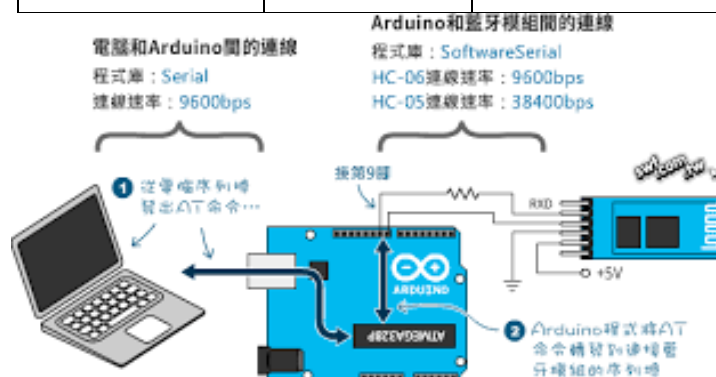 電腦和Arduino間的連線
程式庫：Serial
連線速率：9600bps
Arduino和藍牙模組間的連線
程式庫：SoftwareSerial
HC-06連線速率：9600bps
HC-05連線速率：38400bps
1 從電腦序列埠
發出AT命令…
接第9腳
RXD
swf.com.tw
+5V
ARDUINO
ATMEGA328P
2 Arduino程式將AT
命令轉發到連接藍
牙模組的序列埠